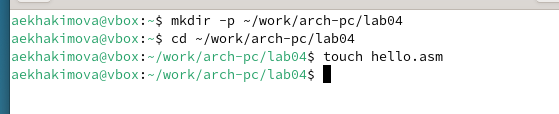 aekhakimova@vbox:~$ mkdir -p ~/work/arch-pc/lab04
aekhakimova@vbox:~$ cd ~/work/arch-pc/lab04
aekhakimova@vbox:~/work/arch-pc/lab04$ touch hello.asm
aekhakimova@vbox:~/work/arch-pc/lab04$